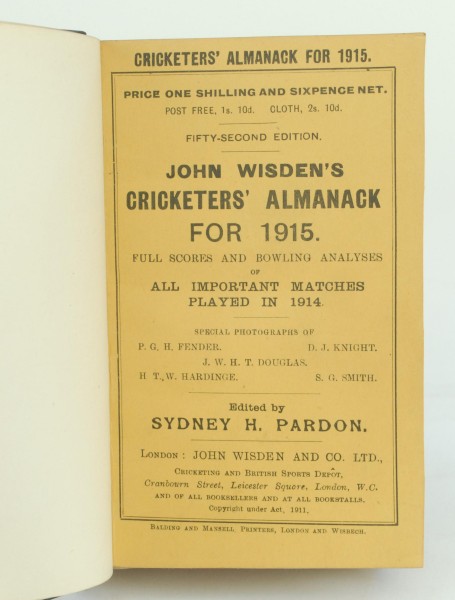 CRICKETERS' ALMANACK FOR 1915.
PRICE ONE SHILLING AND SIXPENCE NET.
POST FREE, 1s. 10d. CLOTH, 2s. 10d.
FIFTY-SECOND EDITION.
JOHN WISDEN'S
CRICKETERS' ALMANACK
FOR 1915.
FULL SCORES AND BOWLING ANALYSES
OF
ALL IMPORTANT MATCHES
PLAYED IN 1914.
SPECIAL PHOTOGRAPHS OF
P. G. H. FENDER. D. J. KNIGHT.
J. W. H. T. DOUGLAS.
H. T. W. HARDINGE. S. G. SMITH.
Edited by
SYDNEY H. PARDON.
LONDON: JOHN WISDEN AND CO. LTD.,
CRICKETING AND BRITISH SPORTS DEPÔT,
Cranbourn Street, Leicester Square, London, W.C.
AND OF ALL BOOKSELLERS AND AT ALL BOOKSTALLS.
Copyright under Act, 1911.
BALDING AND MANSELL, PRINTERS, LONDON AND WISBECH.